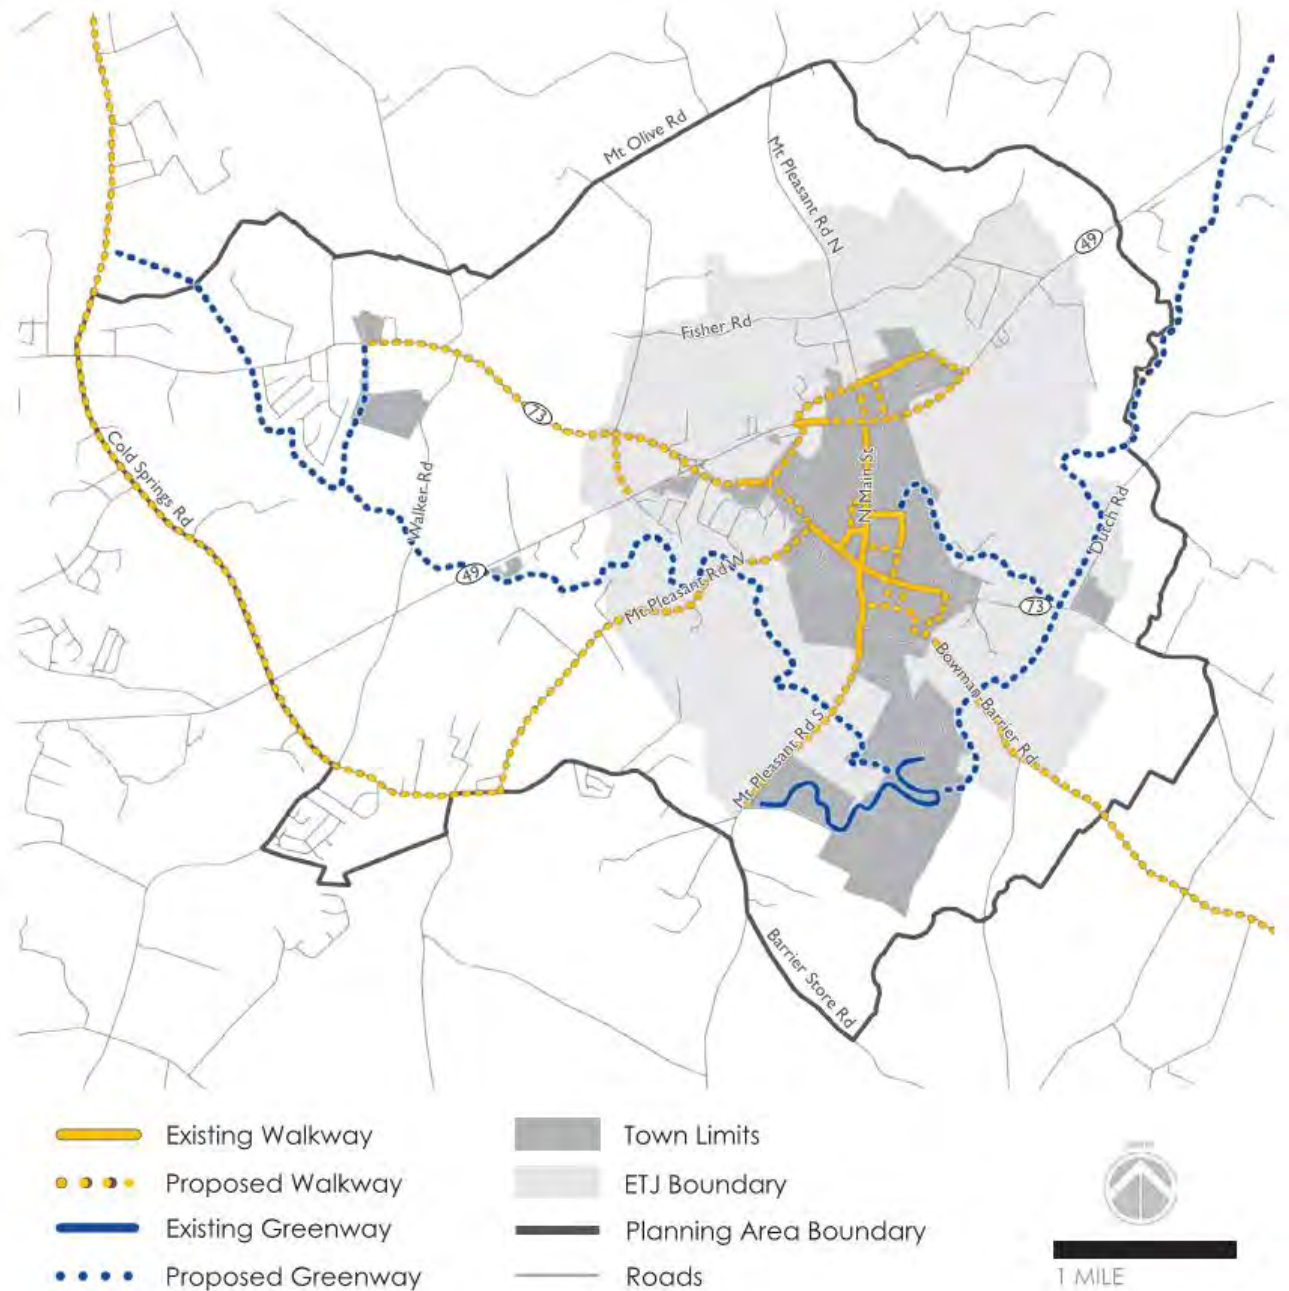 Mt Olive Rd
Mt Pleasant Rd N
49
Fisher Rd
73
Cold Springs Rd
Walker Rd
N Main St
Dutch Rd
49
Mt Pleasant Rd W
73
Bowman-Barrier Rd
Mt Pleasant Rd S
Barrier Store Rd
Existing Walkway
Proposed Walkway
Existing Greenway
Proposed Greenway
Town Limits
ETJ Boundary
Planning Area Boundary
Roads
1 MILE